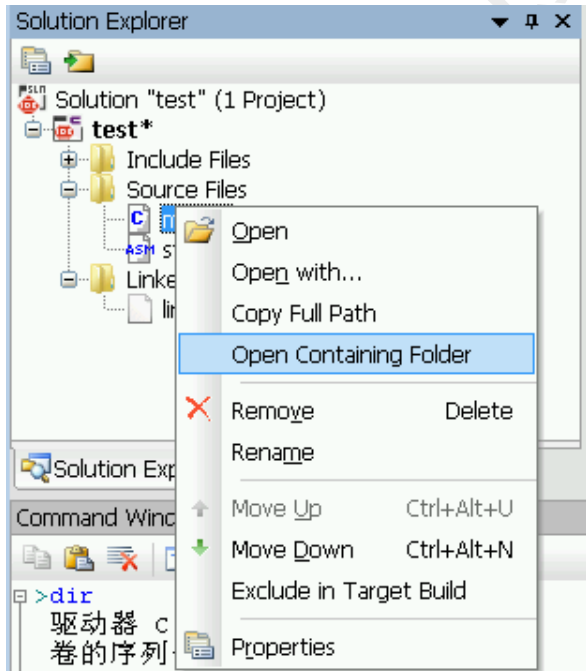 Solution Explorer
SLN
Solution "test" (1 Project)
test*
Include Files
Source Files
C
ASM
Open
Open with...
Copy Full Path
Open Containing Folder
Remove Delete
Rename
Solution
Move Up Ctrl+Alt+U
Command
Move Down Ctrl+Alt+N
Exclude in Target Build
>dir
驱动器 C
卷的序列
Properties